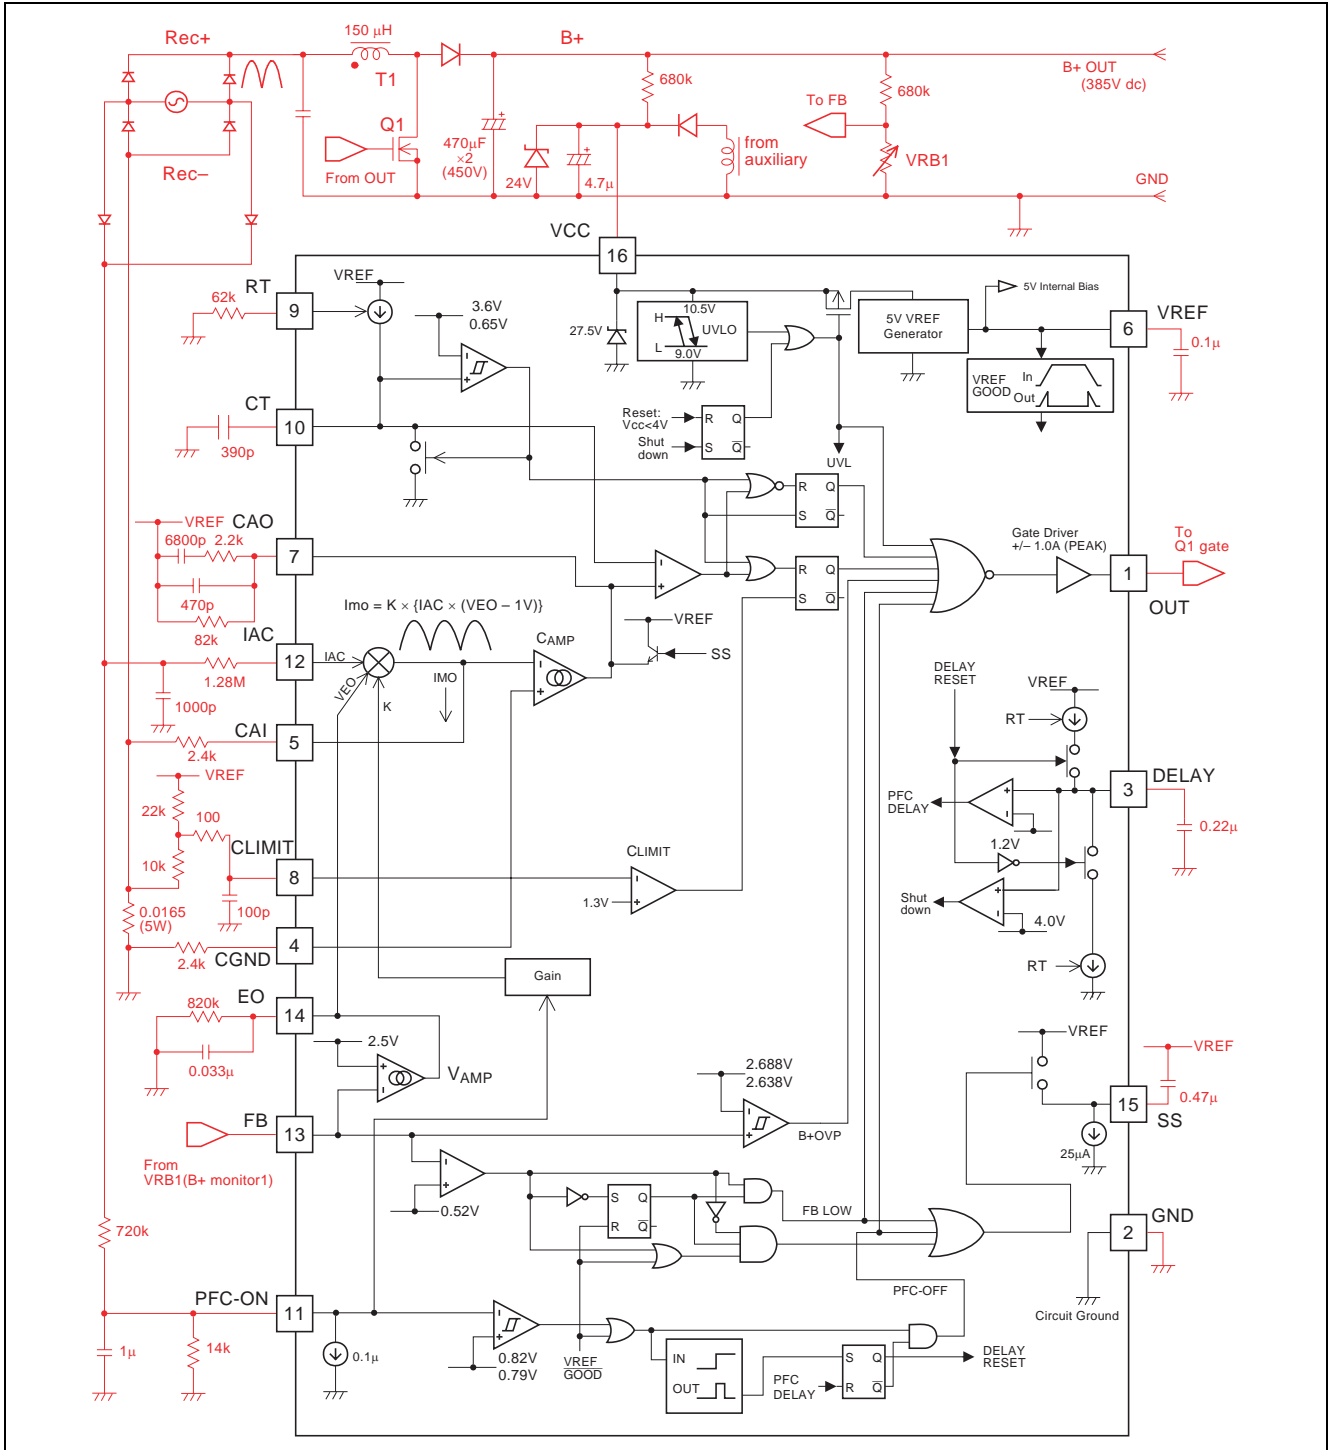 Rec+
150 µH
T1
B+
B+ OUT
(385V dc)
680k
680k
To FB
Q1
From OUT
470µF
×2
(450V)
24V
4.7µ
from
auxiliary
VRB1
GND
Rec–
VCC
16
RT
62k
9
VREF
3.6V
0.65V
27.5V
H
L
10.5V
UVLO
9.0V
5V VREF
Generator
5V Internal Bias
VREF
6
0.1µ
VREF
GOOD
In
Out
CT
10
390p
Reset:
Vcc<4V
Shut
down
R Q
S Q
UVL
R Q
S Q
CAO
VREF
6800p 2.2k
7
470p
82k
R Q
S Q
Gate Driver
+/– 1.0A (PEAK)
1
OUT
To
Q1 gate
Imo = K × {IAC × (VEO – 1V)}
IAC
12
1.28M
1000p
IAC
VEO
K
IMO
CAMP
VREF
SS
CAI
5
2.4k
VREF
22k
100
10k
CLIMIT
8
100p
CLIMIT
1.3V
0.0165
(5W)
2.4k
CGND
4
DELAY
RESET
VREF
RT
PFC
DELAY
1.2V
Shut
down
4.0V
RT
3
DELAY
0.22µ
Gain
EO
14
820k
0.033µ
2.5V
VAMP
FB
13
From
VRB1(B+ monitor1)
2.688V
2.638V
B+OVP
VREF
VREF
0.47µ
15
SS
25µA
0.52V
S Q
R Q
FB LOW
2
GND
Circuit Ground
720k
PFC-ON
11
1µ
14k
0.1µ
0.82V
0.79V
VREF
GOOD
IN
OUT
PFC-OFF
S Q
R Q
PFC
DELAY
DELAY
RESET